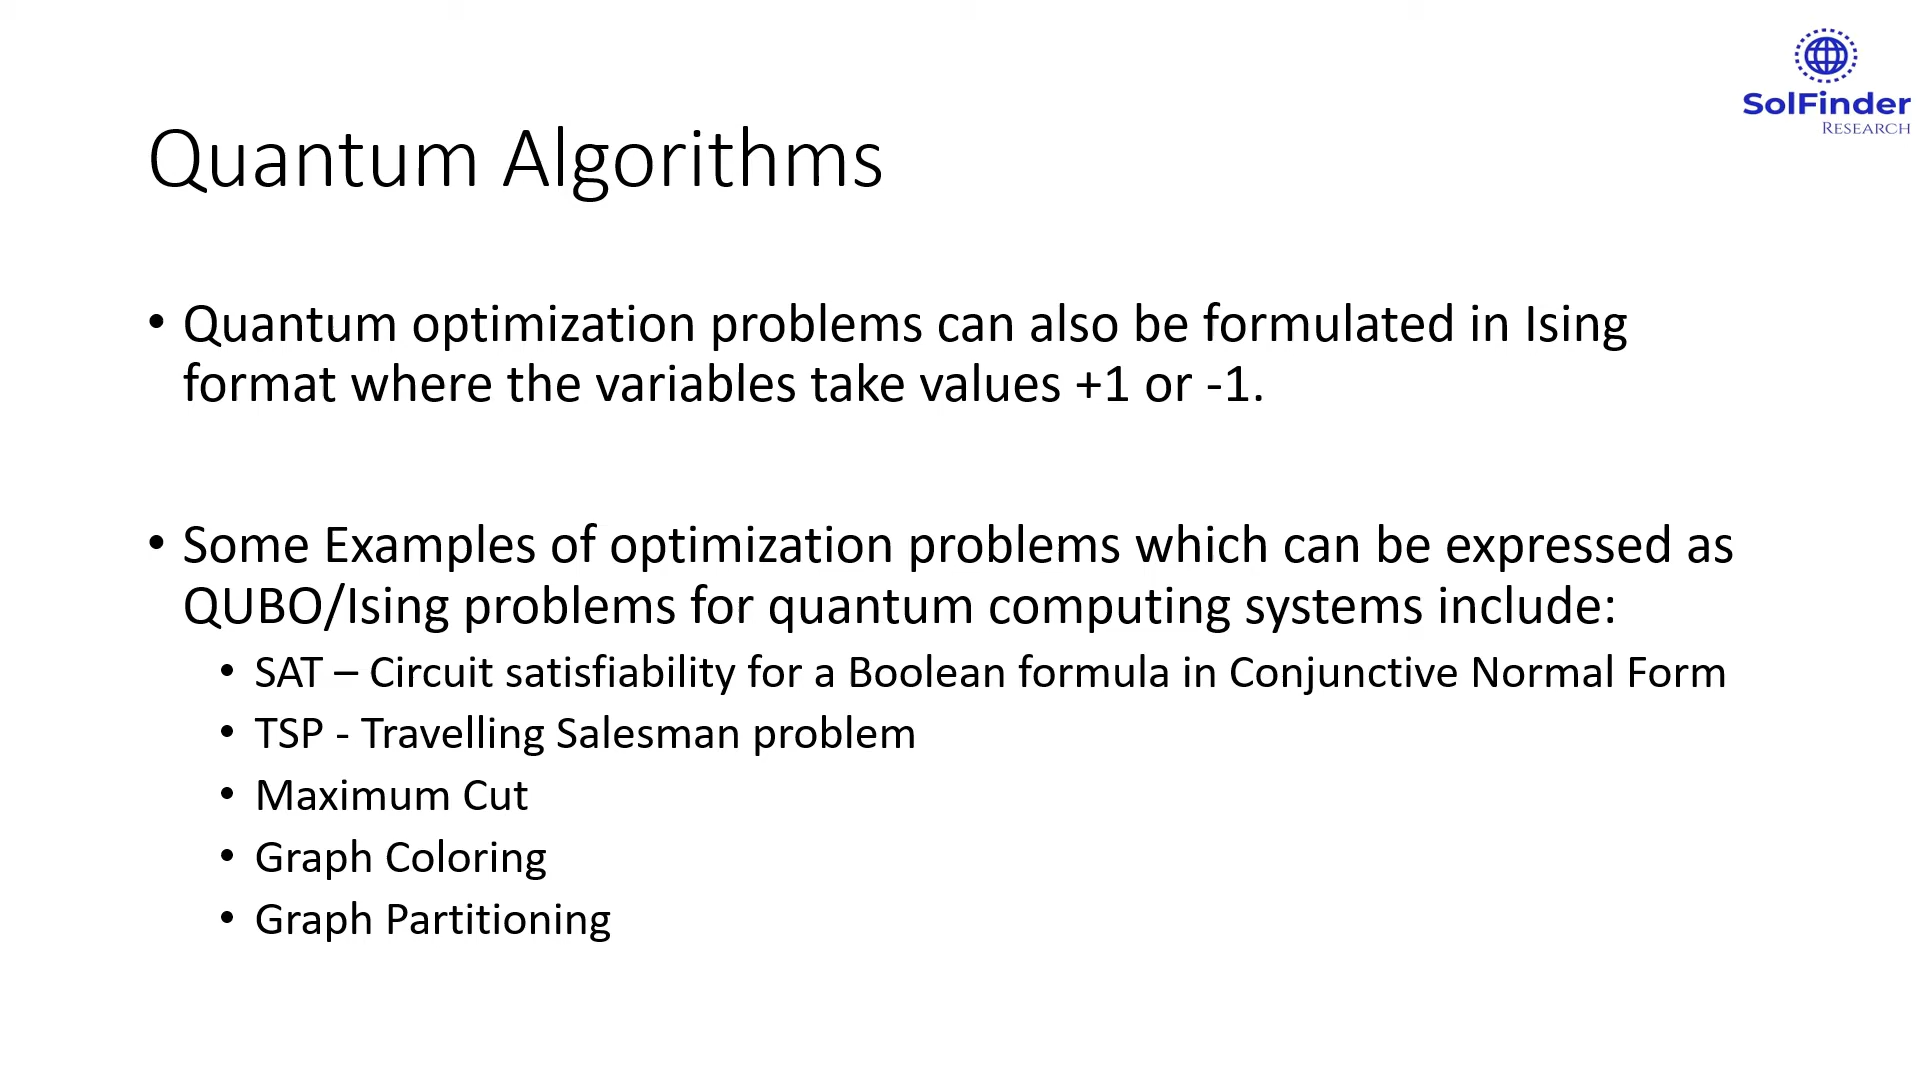 SolFinder
RESEARCH
Quantum Algorithms
• Quantum optimization problems can also be formulated in Ising
format where the variables take values +1 or -1.
• Some Examples of optimization problems which can be expressed as
QUBO/Ising problems for quantum computing systems include:
• SAT – Circuit satisfiability for a Boolean formula in Conjunctive Normal Form
• TSP - Travelling Salesman problem
• Maximum Cut
• Graph Coloring
• Graph Partitioning